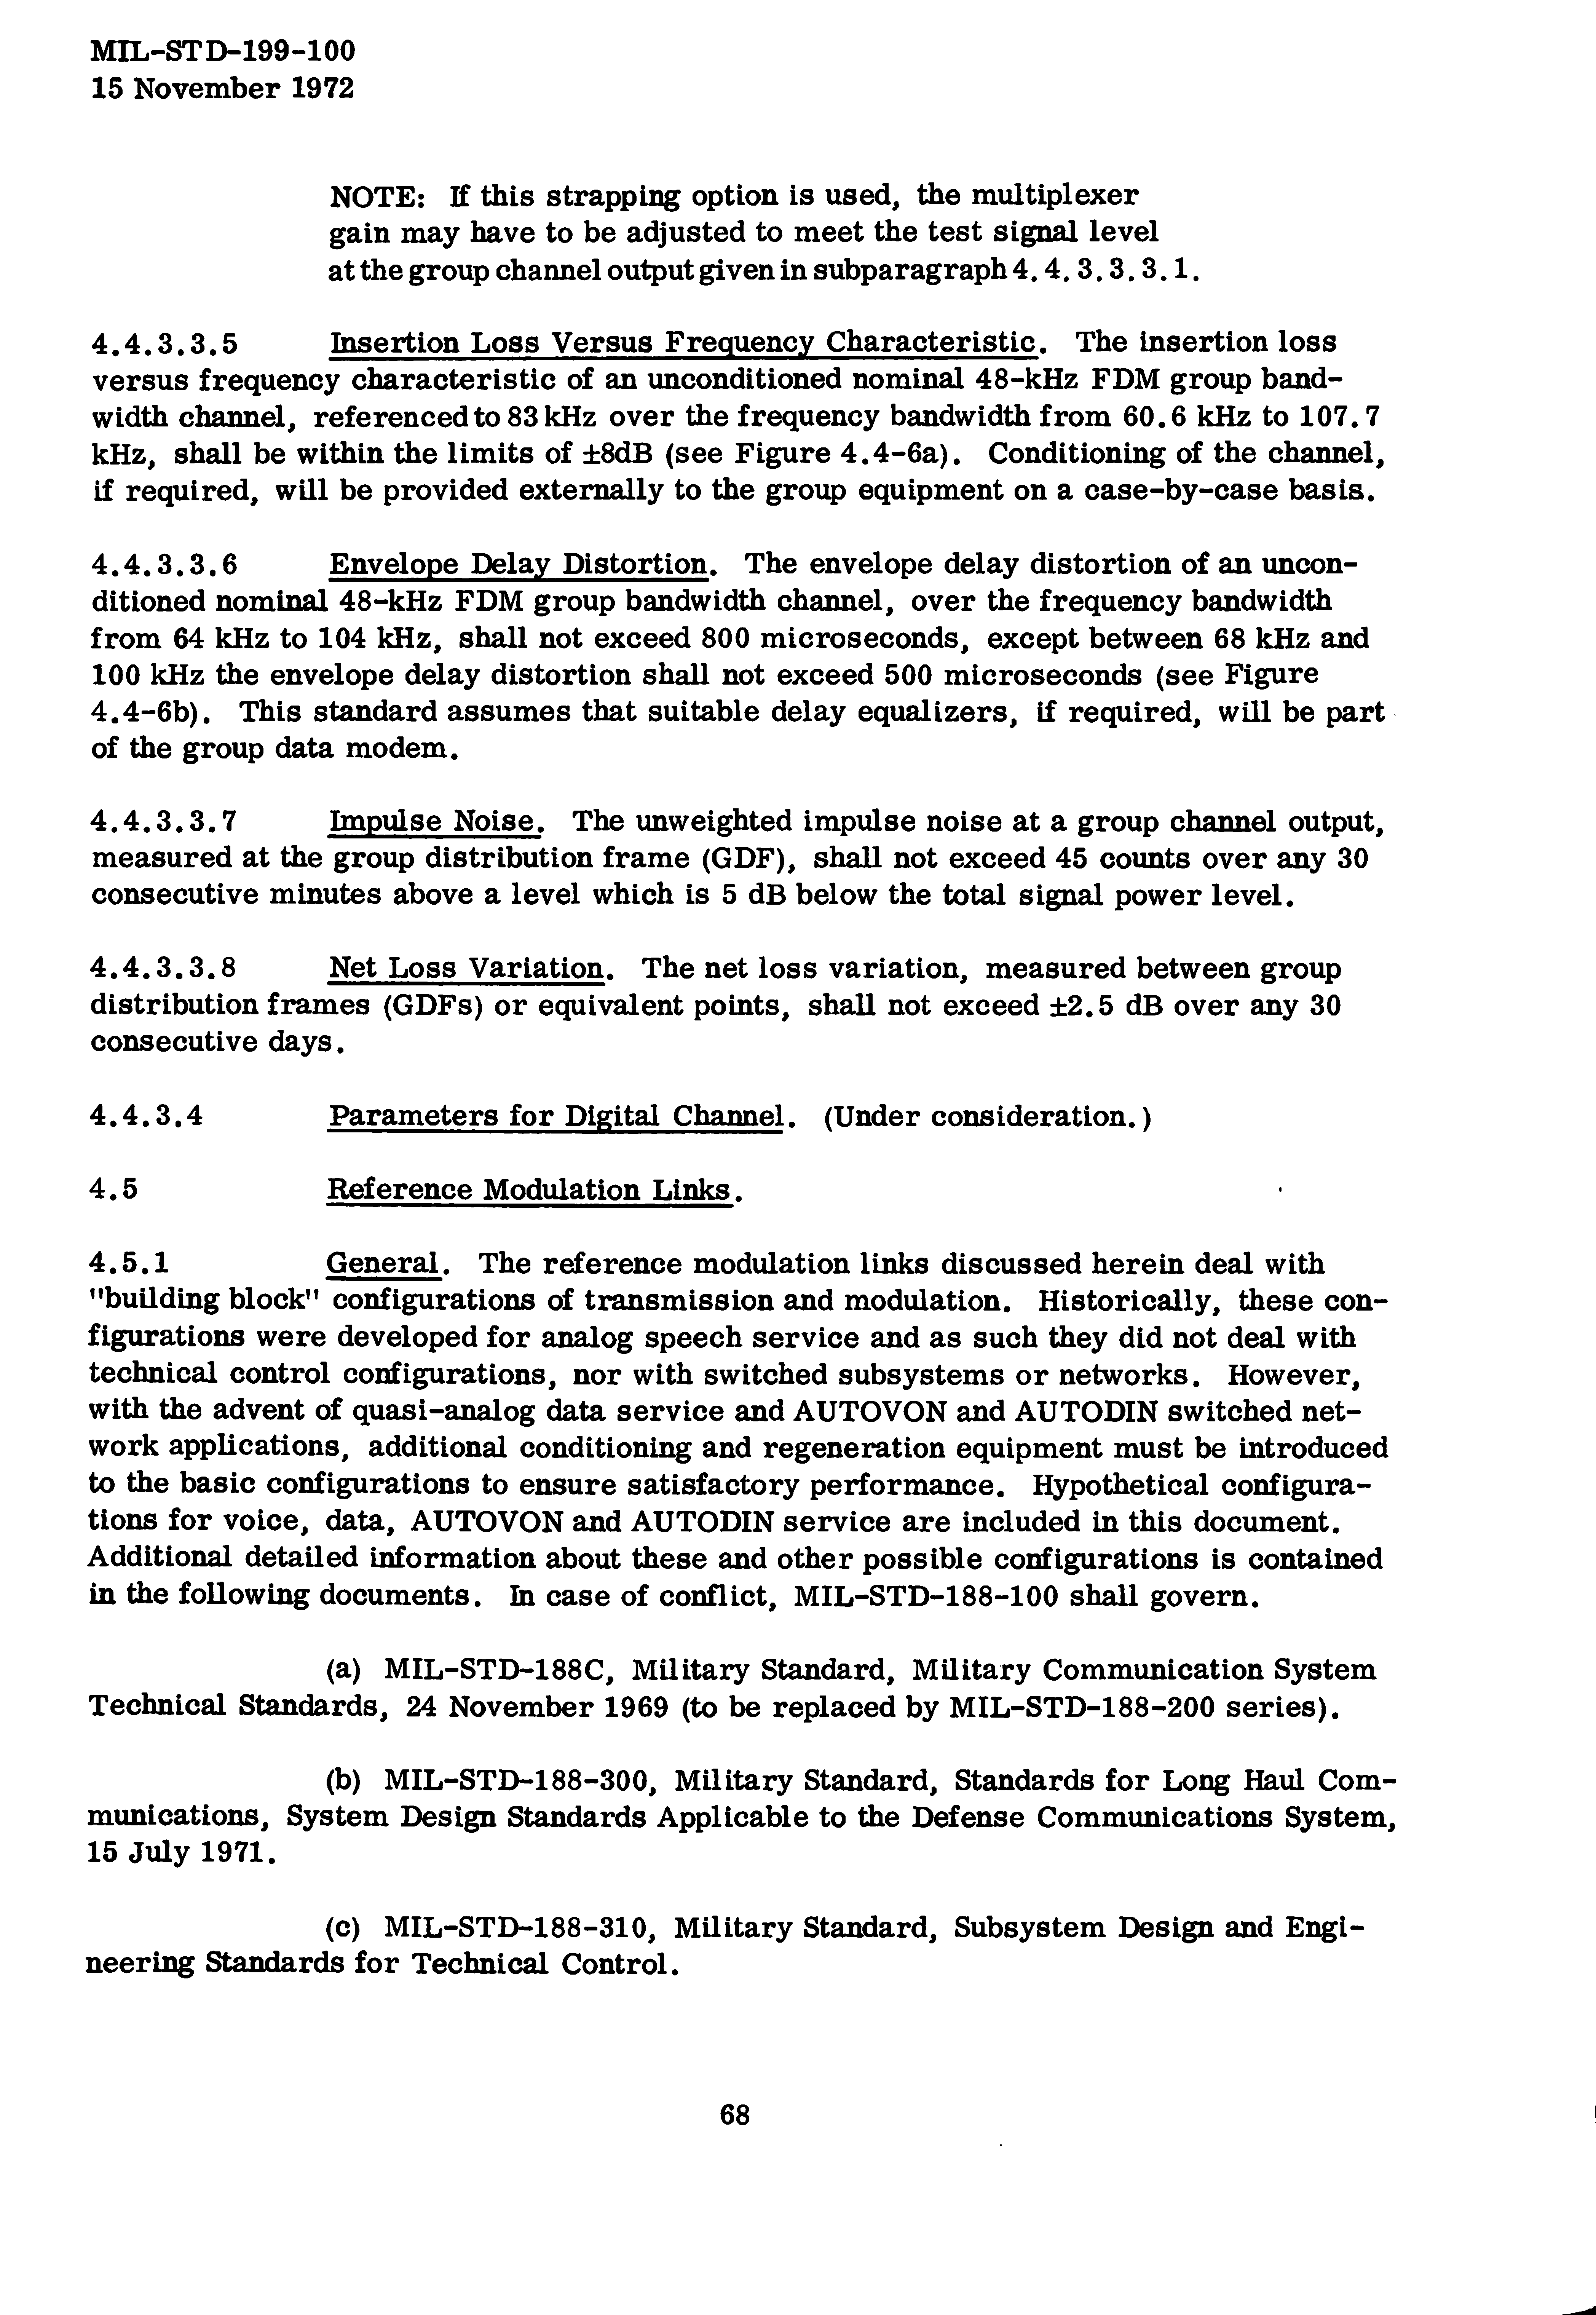 MIL-STD-199-100
15 November 1972
NOTE: If this strapping option is used, the multiplexer
gain may have to be adjusted to meet the test signal level
at the group channel output given in subparagraph 4.4.3.3.3.1.
4.4.3.3.5 Insertion Loss Versus Frequency Characteristic. The insertion loss
versus frequency characteristic of an unconditioned nominal 48-kHz FDM group band-
width channel, referenced to 83 kHz over the frequency bandwidth from 60.6 kHz to 107.7
kHz, shall be within the limits of ±8dB (see Figure 4.4-6a). Conditioning of the channel,
if required, will be provided externally to the group equipment on a case-by-case basis.
4.4.3.3.6 Envelope Delay Distortion. The envelope delay distortion of an uncon-
ditioned nominal 48-kHz FDM group bandwidth channel, over the frequency bandwidth
from 64 kHz to 104 kHz, shall not exceed 800 microseconds, except between 68 kHz and
100 kHz the envelope delay distortion shall not exceed 500 microseconds (see Figure
4.4-6b). This standard assumes that suitable delay equalizers, if required, will be part
of the group data modem.
4.4.3.3.7 Impulse Noise. The unweighted impulse noise at a group channel output,
measured at the group distribution frame (GDF), shall not exceed 45 counts over any 30
consecutive minutes above a level which is 5 dB below the total signal power level.
4.4.3.3.8 Net Loss Variation. The net loss variation, measured between group
distribution frames (GDFs) or equivalent points, shall not exceed ±2.5 dB over any 30
consecutive days.
4.4.3.4 Parameters for Digital Channel. (Under consideration.)
4.5 Reference Modulation Links.
4.5.1 General. The reference modulation links discussed herein deal with
"building block" configurations of transmission and modulation. Historically, these con-
figurations were developed for analog speech service and as such they did not deal with
technical control configurations, nor with switched subsystems or networks. However,
with the advent of quasi-analog data service and AUTOVON and AUTODIN switched net-
work applications, additional conditioning and regeneration equipment must be introduced
to the basic configurations to ensure satisfactory performance. Hypothetical configura-
tions for voice, data, AUTOVON and AUTODIN service are included in this document.
Additional detailed information about these and other possible configurations is contained
in the following documents. In case of conflict, MIL-STD-188-100 shall govern.
(a) MIL-STD-188C, Military Standard, Military Communication System
Technical Standards, 24 November 1969 (to be replaced by MIL-STD-188-200 series).
(b) MIL-STD-188-300, Military Standard, Standards for Long Haul Com-
munications, System Design Standards Applicable to the Defense Communications System,
15 July 1971.
(c) MIL-STD-188-310, Military Standard, Subsystem Design and Engi-
neering Standards for Technical Control.
68